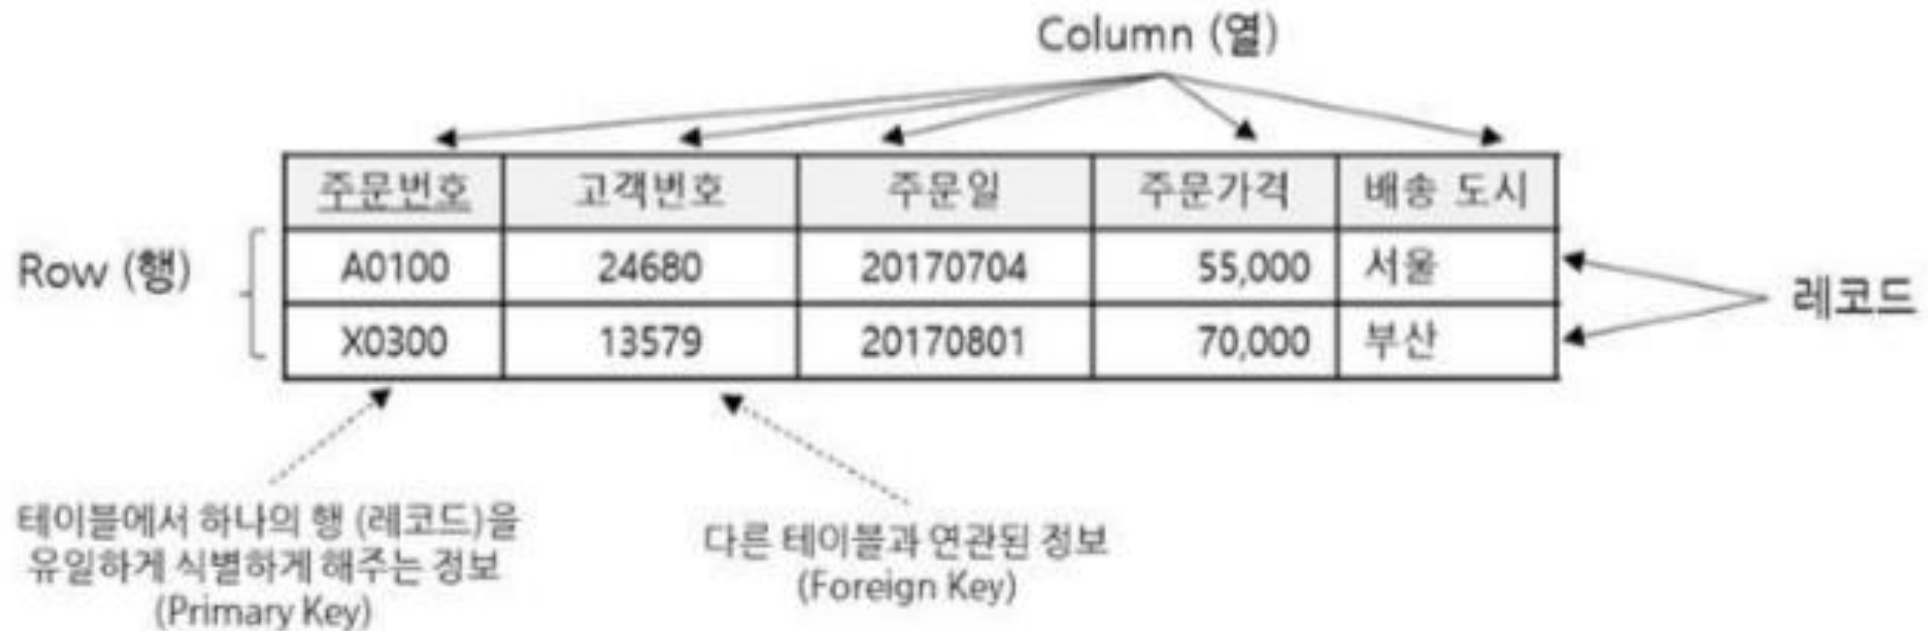 Column (열)
주문번호 고객번호 주문일 주문가격 배송 도시
Row (행)
A0100 24680 20170704 55,000 서울
X0300 13579 20170801 70,000 부산
레코드
테이블에서 하나의 행 (레코드)을
유일하게 식별하게 해주는 정보
(Primary Key)
다른 테이블과 연관된 정보
(Foreign Key)